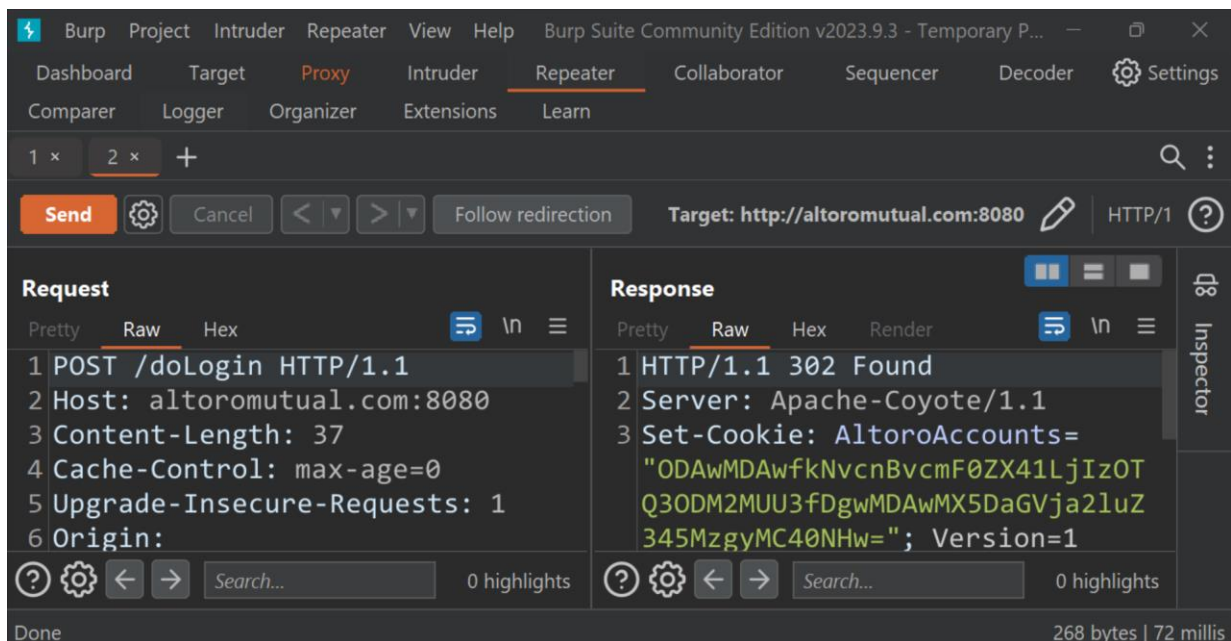 Burp Project Intruder Repeater View Help Burp Suite Community Edition v2023.9.3 - Temporary P...
Dashboard Target Proxy Intruder Repeater Collaborator Sequencer Decoder Settings
Comparer Logger Organizer Extensions Learn
1 × 2 × +
Send Cancel < > Follow redirection Target: http://altoromutual.com:8080 HTTP/1 ?
Request
Pretty Raw Hex \n
1 POST /doLogin HTTP/1.1
2 Host: altoromutual.com:8080
3 Content-Length: 37
4 Cache-Control: max-age=0
5 Upgrade-Insecure-Requests: 1
6 Origin:
? Search... 0 highlights
Response
Pretty Raw Hex Render \n
1 HTTP/1.1 302 Found
2 Server: Apache-Coyote/1.1
3 Set-Cookie: AltoroAccounts=
"ODAwMDAwfkNvcnBvcmF0ZX41LjIzOT
Q3ODM2MUU3fDgwMDAwMX5DaGVja2luZ
345MzgyMC40NHw="; Version=1
? Search... 0 highlights
Inspector
Done 268 bytes | 72 millis